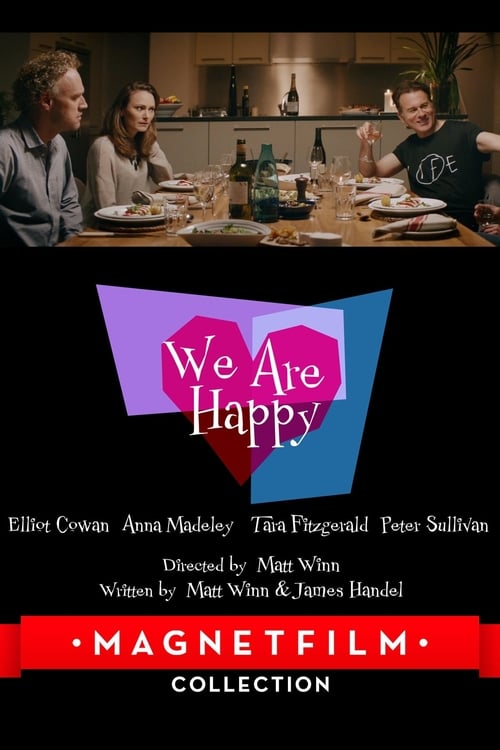 We Are
Happy
Elliot Cowan Anna Madeley Tara Fitzgerald Peter Sullivan
Directed by Matt Winn
Written by Matt Winn & James Handel
• MAGNETFILM •
COLLECTION